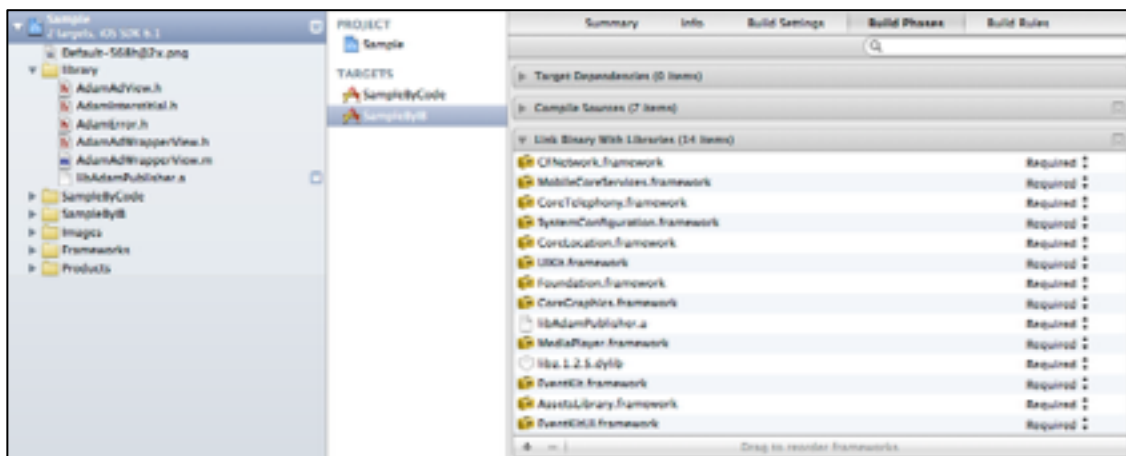 Sample
2 targets, iOS SDK 6.1
Default-568h@2x.png
library
AdamAdView.h
AdamInterstitial.h
AdamError.h
AdamAdWrapperView.h
AdamAdWrapperView.m
libAdamPublisher.a
SampleByCode
SampleByIB
Images
Frameworks
Products
PROJECT
Sample
TARGETS
SampleByCode
SampleByIB
Summary Info Build Settings Build Phases Build Rules
Target Dependencies (0 items)
Compile Sources (7 items)
Link Binary With Libraries (14 items)
CFNetwork.framework Required
MobileCoreServices.framework Required
CoreTelephony.framework Required
SystemConfiguration.framework Required
CoreLocation.framework Required
UIKit.framework Required
Foundation.framework Required
CoreGraphics.framework Required
libAdamPublisher.a Required
MediaPlayer.framework Required
libz.1.2.5.dylib Required
EventKit.framework Required
AssetsLibrary.framework Required
EventKitUI.framework Required
+ − Drag to reorder frameworks